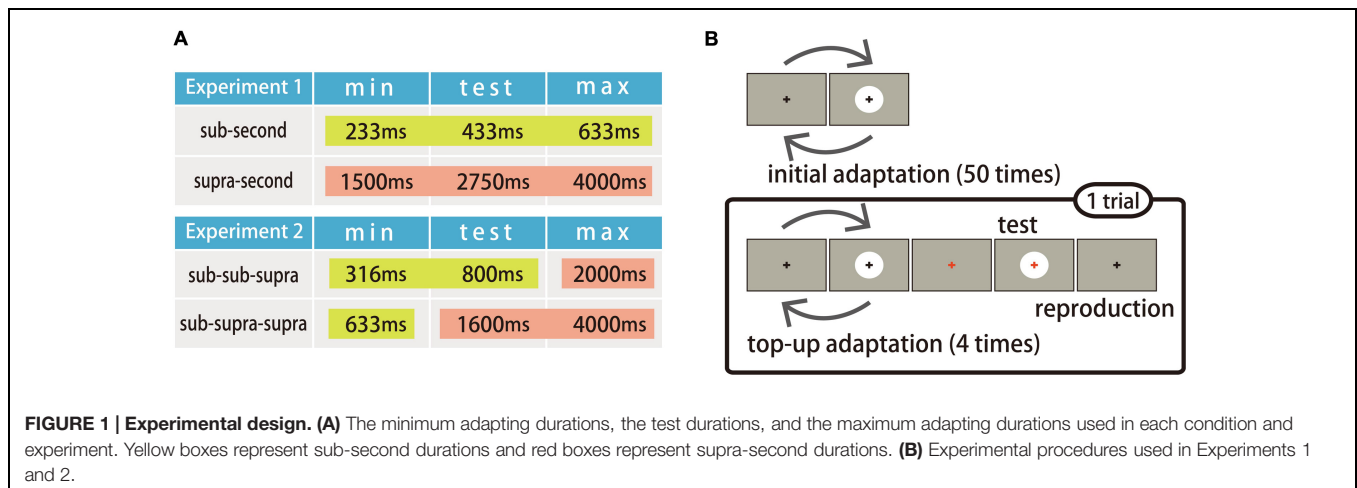 A
Experiment 1 min test max
sub-second 233ms 433ms 633ms
supra-second 1500ms 2750ms 4000ms
Experiment 2 min test max
sub-sub-supra 316ms 800ms 2000ms
sub-supra-supra 633ms 1600ms 4000ms
B
initial adaptation (50 times)
1 trial
test
reproduction
top-up adaptation (4 times)
FIGURE 1 | Experimental design. (A) The minimum adapting durations, the test durations, and the maximum adapting durations used in each condition and
experiment. Yellow boxes represent sub-second durations and red boxes represent supra-second durations. (B) Experimental procedures used in Experiments 1
and 2.